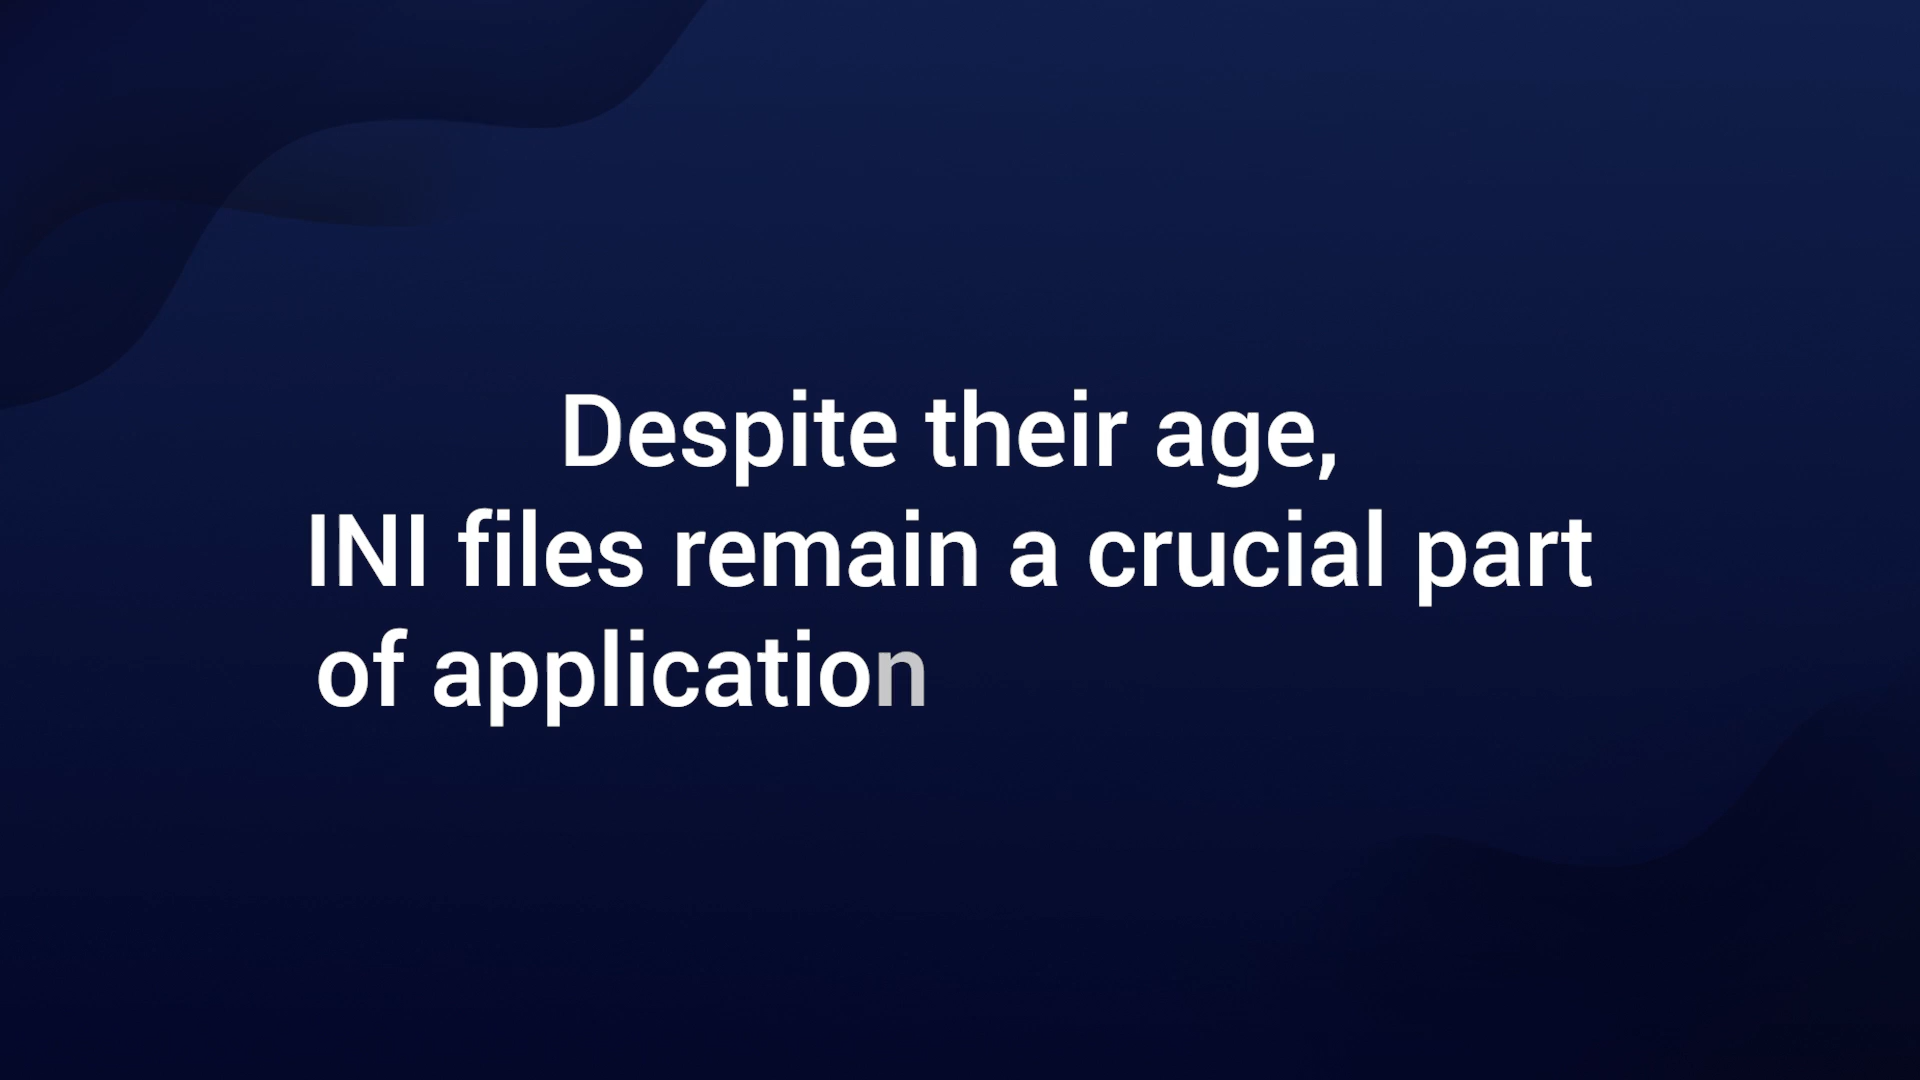 Despite their age,
INI files remain a crucial part
of application